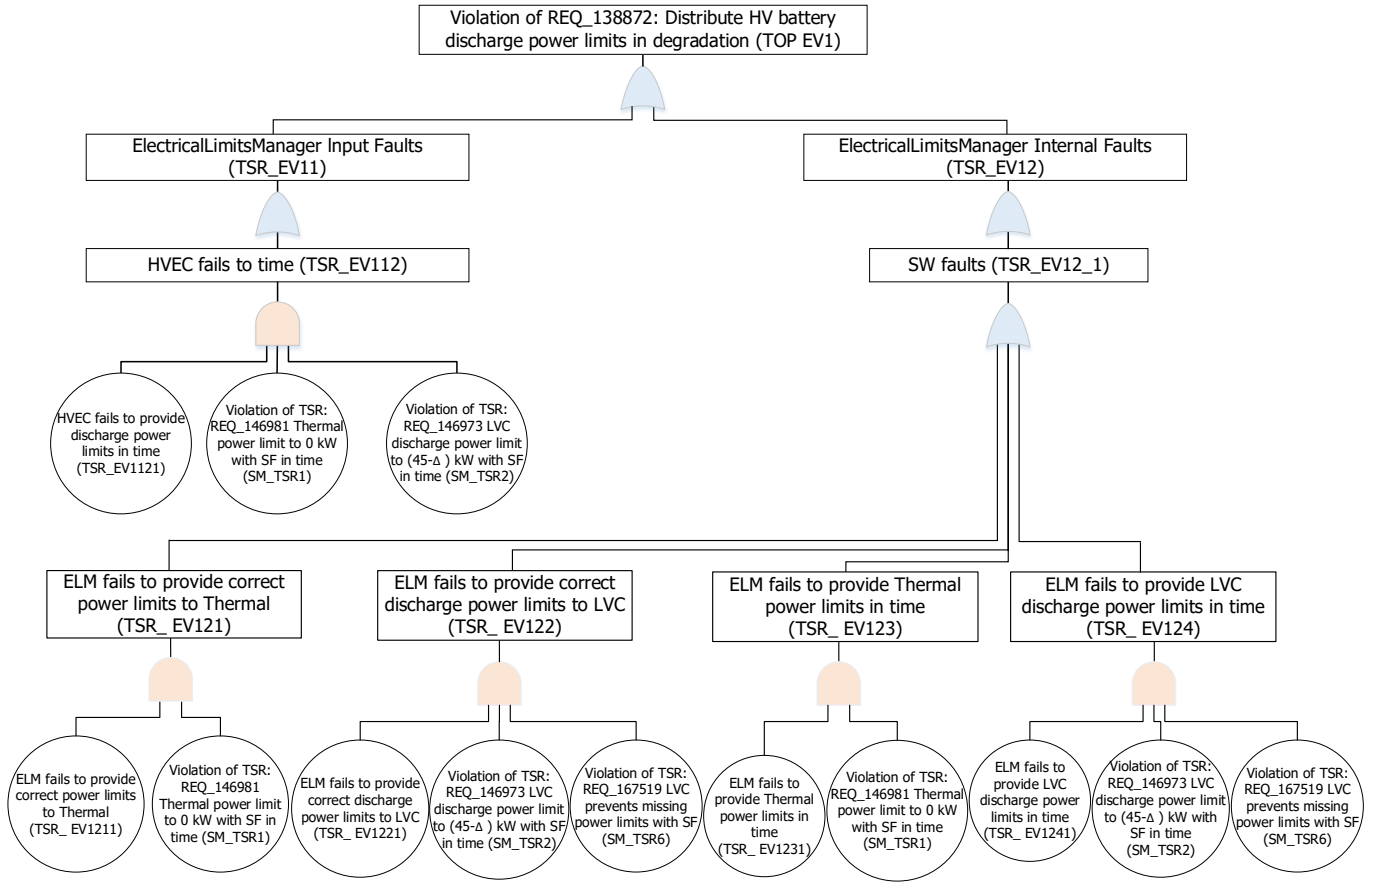 Violation of REQ_138872: Distribute HV battery
discharge power limits in degradation (TOP EV1)
ElectricalLimitsManager Input Faults
(TSR_EV11)
ElectricalLimitsManager Internal Faults
(TSR_EV12)
HVEC fails to time (TSR_EV112)
SW faults (TSR_EV12_1)
HVEC fails to provide
discharge power
limits in time
(TSR_EV1121)
Violation of TSR:
REQ_146981 Thermal
power limit to 0 kW
with SF in time
(SM_TSR1)
Violation of TSR:
REQ_146973 LVC
discharge power limit
to (45-Δ ) kW with SF
in time (SM_TSR2)
ELM fails to provide correct
power limits to Thermal
(TSR_ EV121)
ELM fails to provide correct
discharge power limits to LVC
(TSR_ EV122)
ELM fails to provide Thermal
power limits in time
(TSR_ EV123)
ELM fails to provide LVC
discharge power limits in time
(TSR_ EV124)
ELM fails to provide
correct power limits
to Thermal
(TSR_ EV1211)
Violation of TSR:
REQ_146981
Thermal power limit
to 0 kW with SF in
time (SM_TSR1)
ELM fails to provide
correct discharge
power limits to LVC
(TSR_ EV1221)
Violation of TSR:
REQ_146973 LVC
discharge power limit
to (45-Δ ) kW with SF
in time (SM_TSR2)
Violation of TSR:
REQ_167519 LVC
prevents missing
power limits with SF
(SM_TSR6)
ELM fails to
provide Thermal
power limits in
time
(TSR_ EV1231)
Violation of TSR:
REQ_146981 Thermal
power limit to 0 kW
with SF in time
(SM_TSR1)
ELM fails to
provide LVC
discharge power
limits in time
(TSR_ EV1241)
Violation of TSR:
REQ_146973 LVC
discharge power limit
to (45-Δ ) kW with
SF in time
(SM_TSR2)
Violation of TSR:
REQ_167519 LVC
prevents missing
power limits with SF
(SM_TSR6)